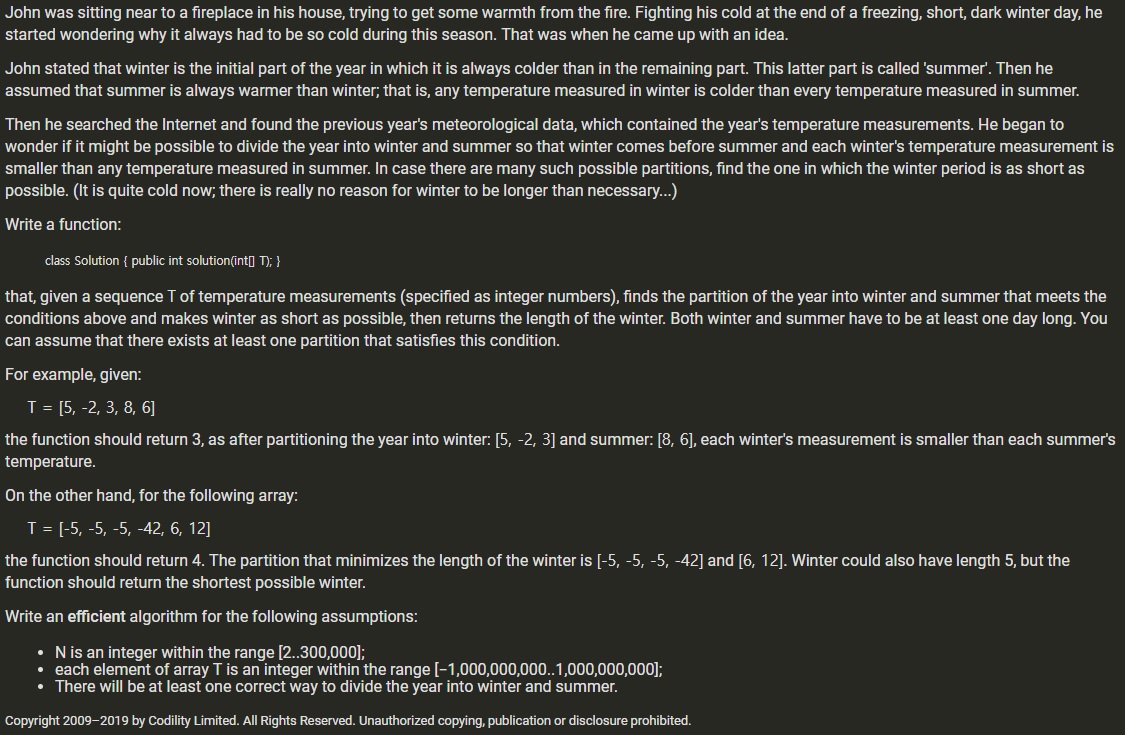 John was sitting near to a fireplace in his house, trying to get some warmth from the fire. Fighting his cold at the end of a freezing, short, dark winter day, he
started wondering why it always had to be so cold during this season. That was when he came up with an idea.
John stated that winter is the initial part of the year in which it is always colder than in the remaining part. This latter part is called 'summer'. Then he
assumed that summer is always warmer than winter; that is, any temperature measured in winter is colder than every temperature measured in summer.
Then he searched the Internet and found the previous year's meteorological data, which contained the year's temperature measurements. He began to
wonder if it might be possible to divide the year into winter and summer so that winter comes before summer and each winter's temperature measurement is
smaller than any temperature measured in summer. In case there are many such possible partitions, find the one in which the winter period is as short as
possible. (It is quite cold now; there is really no reason for winter to be longer than necessary...)
Write a function:
class Solution { public int solution(int[] T); }
that, given a sequence T of temperature measurements (specified as integer numbers), finds the partition of the year into winter and summer that meets the
conditions above and makes winter as short as possible, then returns the length of the winter. Both winter and summer have to be at least one day long. You
can assume that there exists at least one partition that satisfies this condition.
For example, given:
T = [5, -2, 3, 8, 6]
the function should return 3, as after partitioning the year into winter: [5, -2, 3] and summer: [8, 6], each winter's measurement is smaller than each summer's
temperature.
On the other hand, for the following array:
T = [-5, -5, -5, -42, 6, 12]
the function should return 4. The partition that minimizes the length of the winter is [-5, -5, -5, -42] and [6, 12]. Winter could also have length 5, but the
function should return the shortest possible winter.
Write an efficient algorithm for the following assumptions:
• N is an integer within the range [2..300,000];
• each element of array T is an integer within the range [−1,000,000,000..1,000,000,000];
• There will be at least one correct way to divide the year into winter and summer.
Copyright 2009–2019 by Codility Limited. All Rights Reserved. Unauthorized copying, publication or disclosure prohibited.